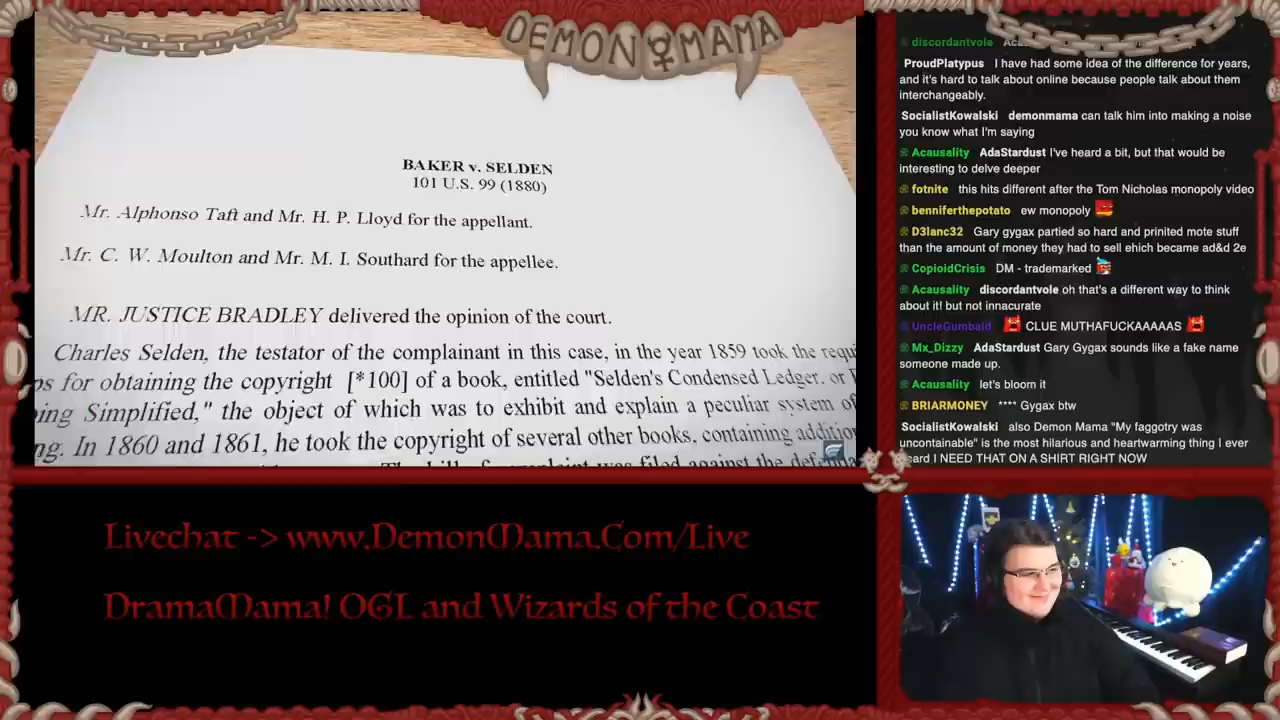 DEMON MAMA
BAKER v. SELDEN
101 U.S. 99 (1880)
Mr. Alphonso Taft and Mr. H. P. Lloyd for the appellant.
Mr. C. W. Moulton and Mr. M. I. Southard for the appellee.
MR. JUSTICE BRADLEY delivered the opinion of the court.
Charles Selden, the testator of the complainant in this case, in the year 1859 took the requi
ps for obtaining the copyright [*100] of a book, entitled "Selden's Condensed Ledger, or
ing Simplified," the object of which was to exhibit and explain a peculiar system of
ng. In 1860 and 1861, he took the copyright of several other books, containing additio
was filed against the defenda
discordantvole
ProudPlatypus I have had some idea of the difference for years,
and it's hard to talk about online because people talk about them
interchangeably.
SocialistKowalski demonmama can talk him into making a noise
you know what I'm saying
Acausality AdaStardust I've heard a bit, but that would be
interesting to delve deeper
fotnite this hits different after the Tom Nicholas monopoly video
benniferthepotato ew monopoly
D3lanc32 Gary gygax partied so hard and prinited mote stuff
than the amount of money they had to sell ehich became ad&d 2e
CopioidCrisis DM - trademarked
Acausality discordantvole oh that's a different way to think
about it! but not innacurate
UncleGumbald CLUE MUTHAFUCKAAAAAS
Mx_Dizzy AdaStardust Gary Gygax sounds like a fake name
someone made up.
Acausality let's bloom it
BRIARMONEY **** Gygax btw
SocialistKowalski also Demon Mama "My faggotry was
uncontainable" is the most hilarious and heartwarming thing I ever
eard I NEED THAT ON A SHIRT RIGHT NOW
Livechat -> www.DemonMama.Com/Live
DramaMama! OGL and Wizards of the Coast